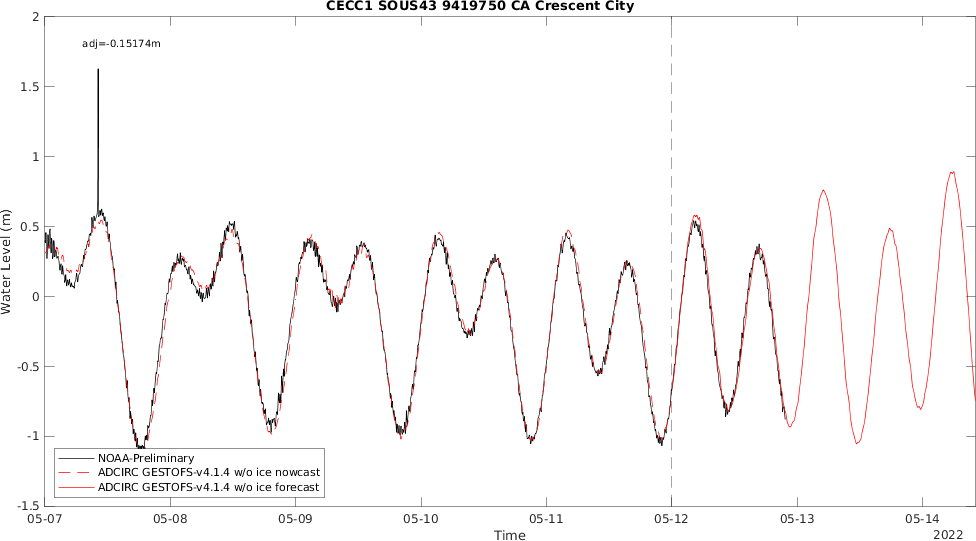 CECC1 SOUS43 9419750 CA Crescent City
adj=-0.15174m
2
1.5
1
0.5
0
-0.5
-1
-1.5
Water Level (m)
NOAA-Preliminary
ADCIRC GESTOFS-v4.1.4 w/o ice nowcast
ADCIRC GESTOFS-v4.1.4 w/o ice forecast
05-07 05-08 05-09 05-10 05-11 05-12 05-13 05-14
Time
2022